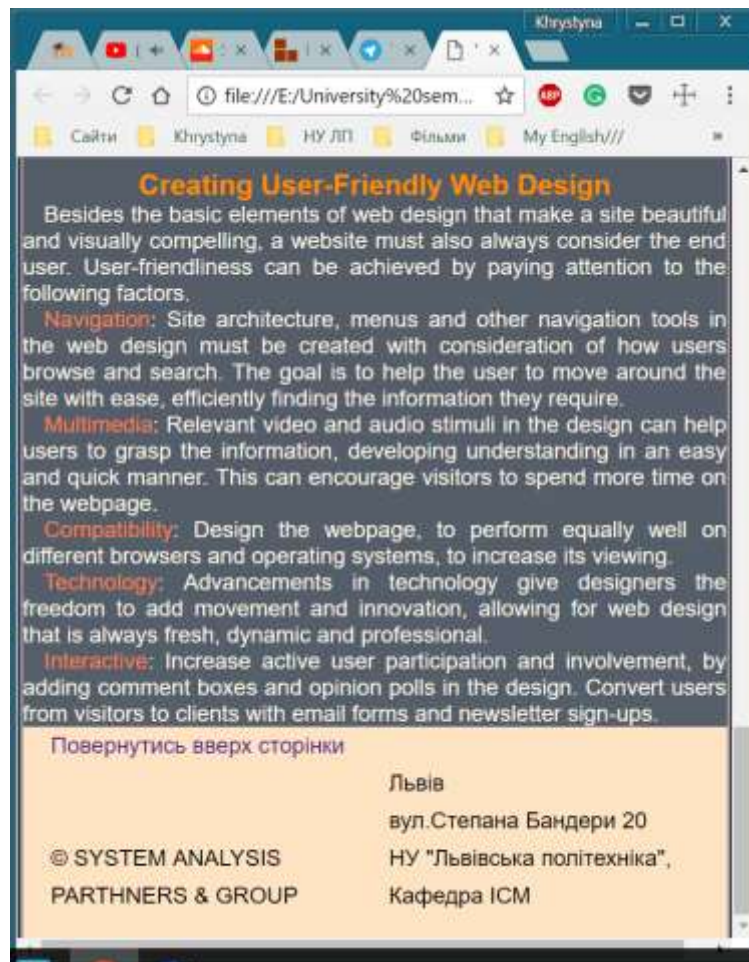 Khrystyna
file:///E:/University%20sem...
ABP
Сайти Khrystyna НУ ЛП Фільми My English/// »
Creating User-Friendly Web Design
Besides the basic elements of web design that make a site beautiful
and visually compelling, a website must also always consider the end
user. User-friendliness can be achieved by paying attention to the
following factors.
Navigation: Site architecture, menus and other navigation tools in
the web design must be created with consideration of how users
browse and search. The goal is to help the user to move around the
site with ease, efficiently finding the information they require.
Multimedia: Relevant video and audio stimuli in the design can help
users to grasp the information, developing understanding in an easy
and quick manner. This can encourage visitors to spend more time on
the webpage.
Compatibility: Design the webpage, to perform equally well on
different browsers and operating systems, to increase its viewing.
Technology: Advancements in technology give designers the
freedom to add movement and innovation, allowing for web design
that is always fresh, dynamic and professional.
Interactive: Increase active user participation and involvement, by
adding comment boxes and opinion polls in the design. Convert users
from visitors to clients with email forms and newsletter sign-ups.
Повернутись вверх сторінки
Львів
вул.Степана Бандери 20
© SYSTEM ANALYSIS НУ "Львівська політехніка",
PARTHNERS & GROUP Кафедра ІСМ